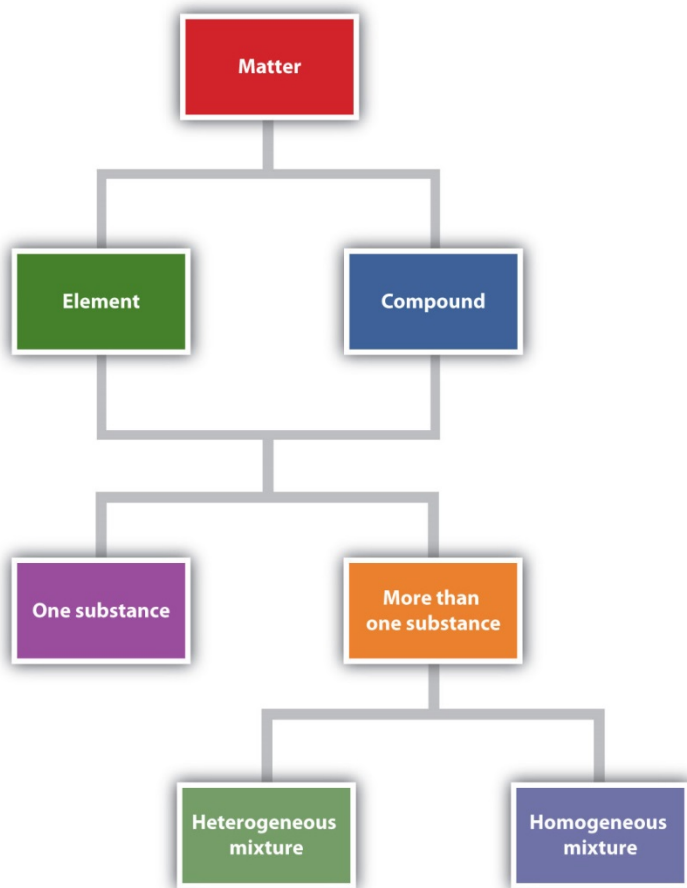 Matter
Element
Compound
One substance
More than
one substance
Heterogeneous
mixture
Homogeneous
mixture